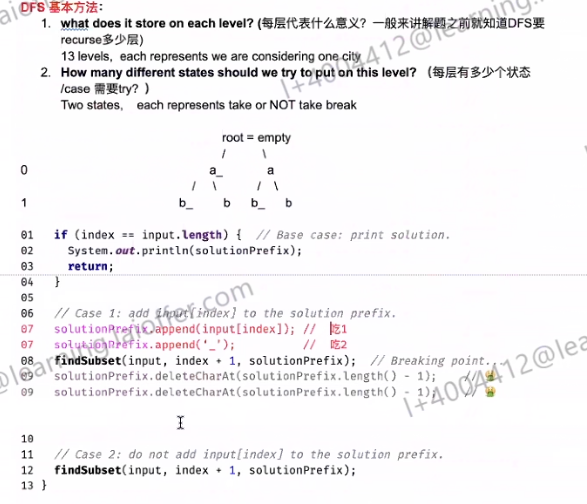 DFS 基本方法：
1. what does it store on each level? (每层代表什么意义？一般来讲解题之前就知道DFS要
recurse多少层)
13 levels, each represents we are considering one city
2. How many different states should we try to put on this level? （每层有多少个状态
/case 需要try? ）
Two states, each represents take or NOT take break
root = empty
/ \
0 a_ a
/ \ / \
1 b_ b b_ b
01 if (index == input.length) { // Base case: print solution.
02 System.out.println(solutionPrefix);
03 return;
04 }
05
06 // Case 1: add input[index] to the solution prefix.
07 solutionPrefix.append(input[index]); // 吃1
07 solutionPrefix.append('_'); // 吃2
08 findSubset(input, index + 1, solutionPrefix); // Breaking point...
09 solutionPrefix.deleteCharAt(solutionPrefix.length() - 1); //
09 solutionPrefix.deleteCharAt(solutionPrefix.length() - 1); //
10
11 // Case 2: do not add input[index] to the solution prefix.
12 findSubset(input, index + 1, solutionPrefix);
13 }
l+4004412@learning.
learning.laioffer.com
l+4004412@lea